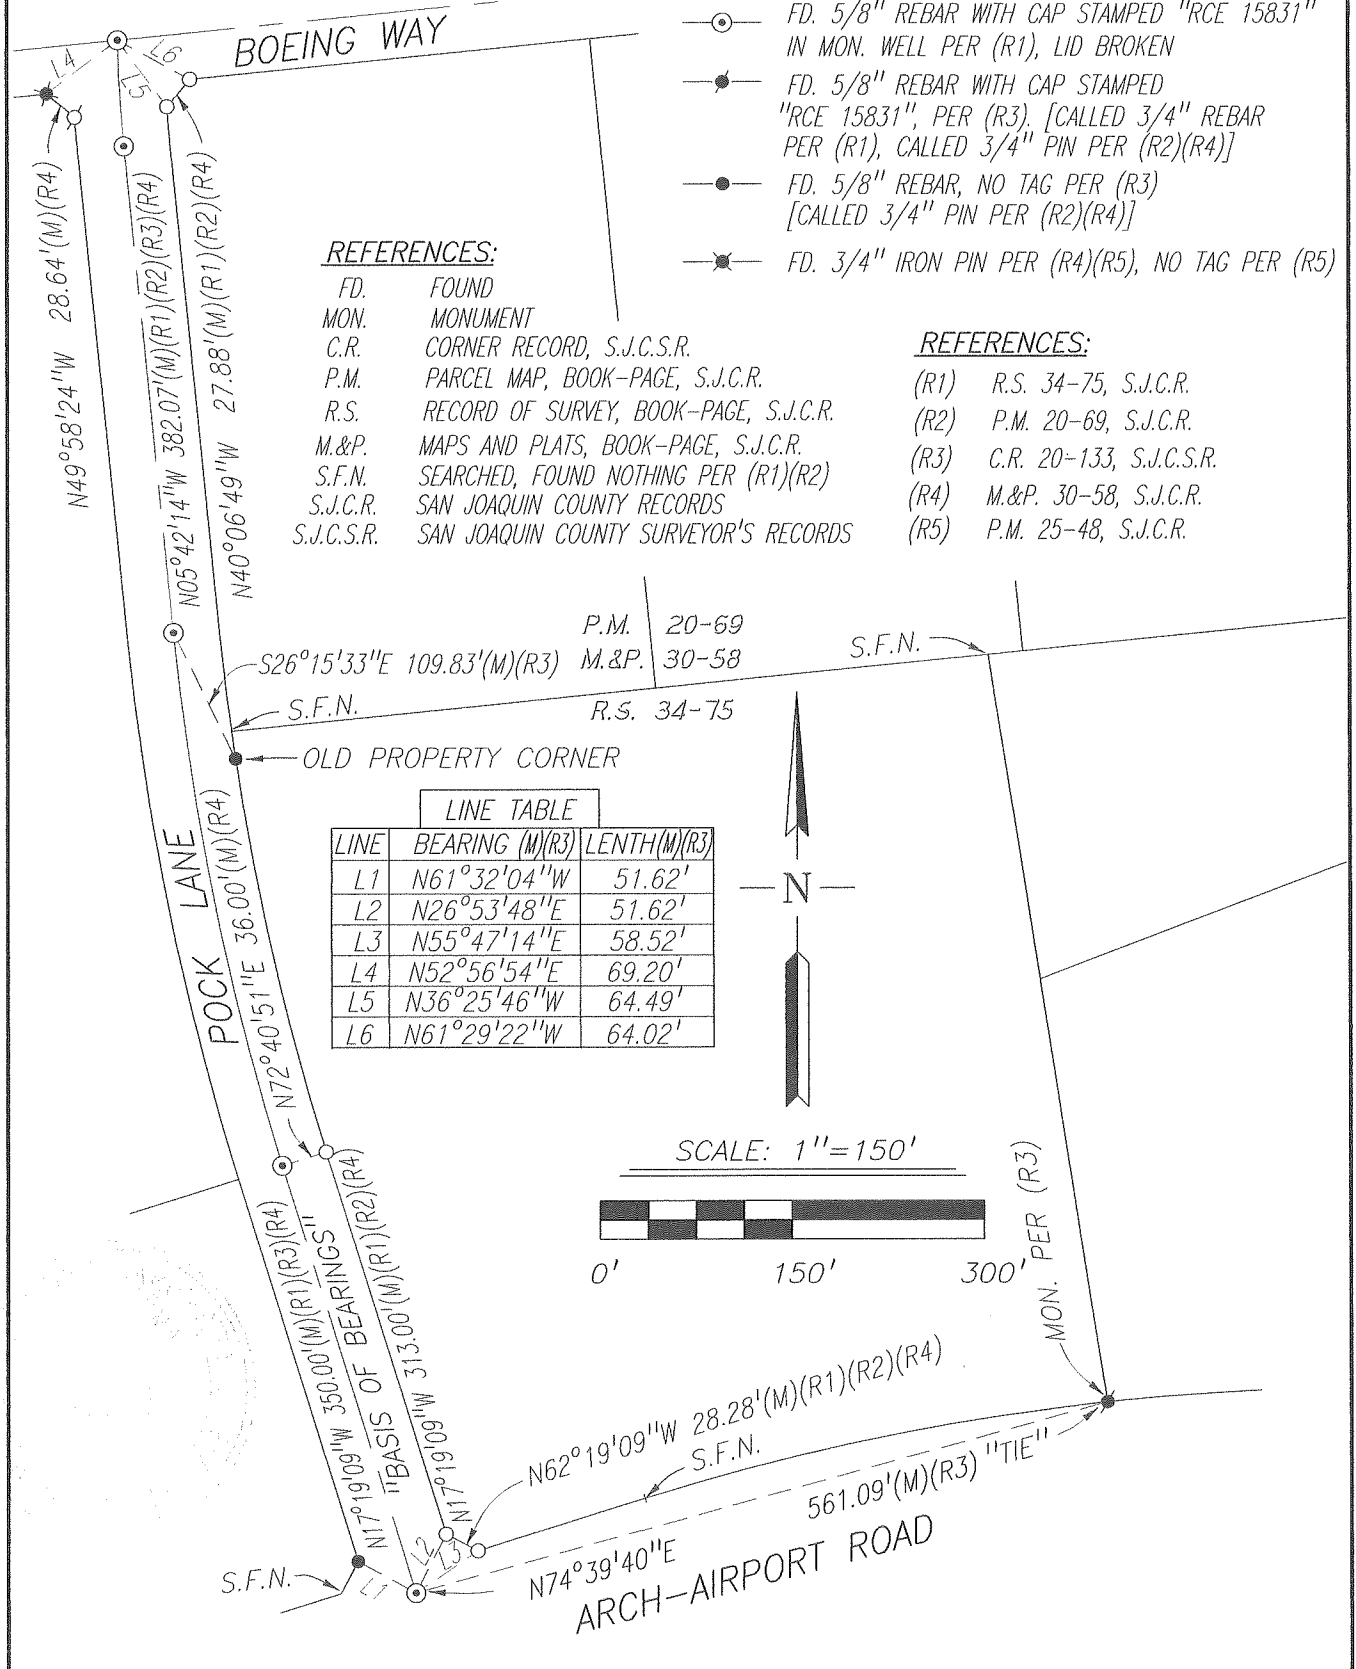 FD. 5/8" REBAR WITH CAP STAMPED "RCE 15831"
IN MON. WELL PER (R1), LID BROKEN
FD. 5/8" REBAR WITH CAP STAMPED
"RCE 15831", PER (R3). [CALLED 3/4" REBAR
PER (R1), CALLED 3/4" PIN PER (R2)(R4)]
FD. 5/8" REBAR, NO TAG PER (R3)
[CALLED 3/4" PIN PER (R2)(R4)]
FD. 3/4" IRON PIN PER (R4)(R5), NO TAG PER (R5)
BOEING WAY
L4
L5
L6
N49°58'24"W 28.64'(M)(R4)
N05°42'14"W 382.07'(M)(R1)(R2)(R3)(R4)
N40°06'49"W 27.88'(M)(R1)(R2)(R4)
REFERENCES:
FD. FOUND
MON. MONUMENT
C.R. CORNER RECORD, S.J.C.S.R.
P.M. PARCEL MAP, BOOK-PAGE, S.J.C.R.
R.S. RECORD OF SURVEY, BOOK-PAGE, S.J.C.R.
M.&P. MAPS AND PLATS, BOOK-PAGE, S.J.C.R.
S.F.N. SEARCHED, FOUND NOTHING PER (R1)(R2)
S.J.C.R. SAN JOAQUIN COUNTY RECORDS
S.J.C.S.R. SAN JOAQUIN COUNTY SURVEYOR'S RECORDS
REFERENCES:
(R1) R.S. 34-75, S.J.C.R.
(R2) P.M. 20-69, S.J.C.R.
(R3) C.R. 20-133, S.J.C.S.R.
(R4) M.&P. 30-58, S.J.C.R.
(R5) P.M. 25-48, S.J.C.R.
P.M. 20-69
M.&P. 30-58
S.F.N.
S26°15'33"E 109.83'(M)(R3)
S.F.N.
R.S. 34-75
OLD PROPERTY CORNER
LINE TABLE
LINE BEARING (M)(R3) LENTH(M)(R3)
L1 N61°32'04"W 51.62'
L2 N26°53'48"E 51.62'
L3 N55°47'14"E 58.52'
L4 N52°56'54"E 69.20'
L5 N36°25'46"W 64.49'
L6 N61°29'22"W 64.02'
N
POCK LANE
N72°40'51"E 36.00'(M)(R4)
SCALE: 1"=150'
0' 150' 300'
MON. PER (R3)
N17°19'09"W 350.00'(M)(R1)(R3)(R4)
"BASIS OF BEARINGS"
N17°19'09"W 313.00'(M)(R1)(R2)(R4)
N62°19'09"W 28.28'(M)(R1)(R2)(R4)
S.F.N.
561.09'(M)(R3) "TIE"
N74°39'40"E
L1
L2
L3
S.F.N.
ARCH-AIRPORT ROAD